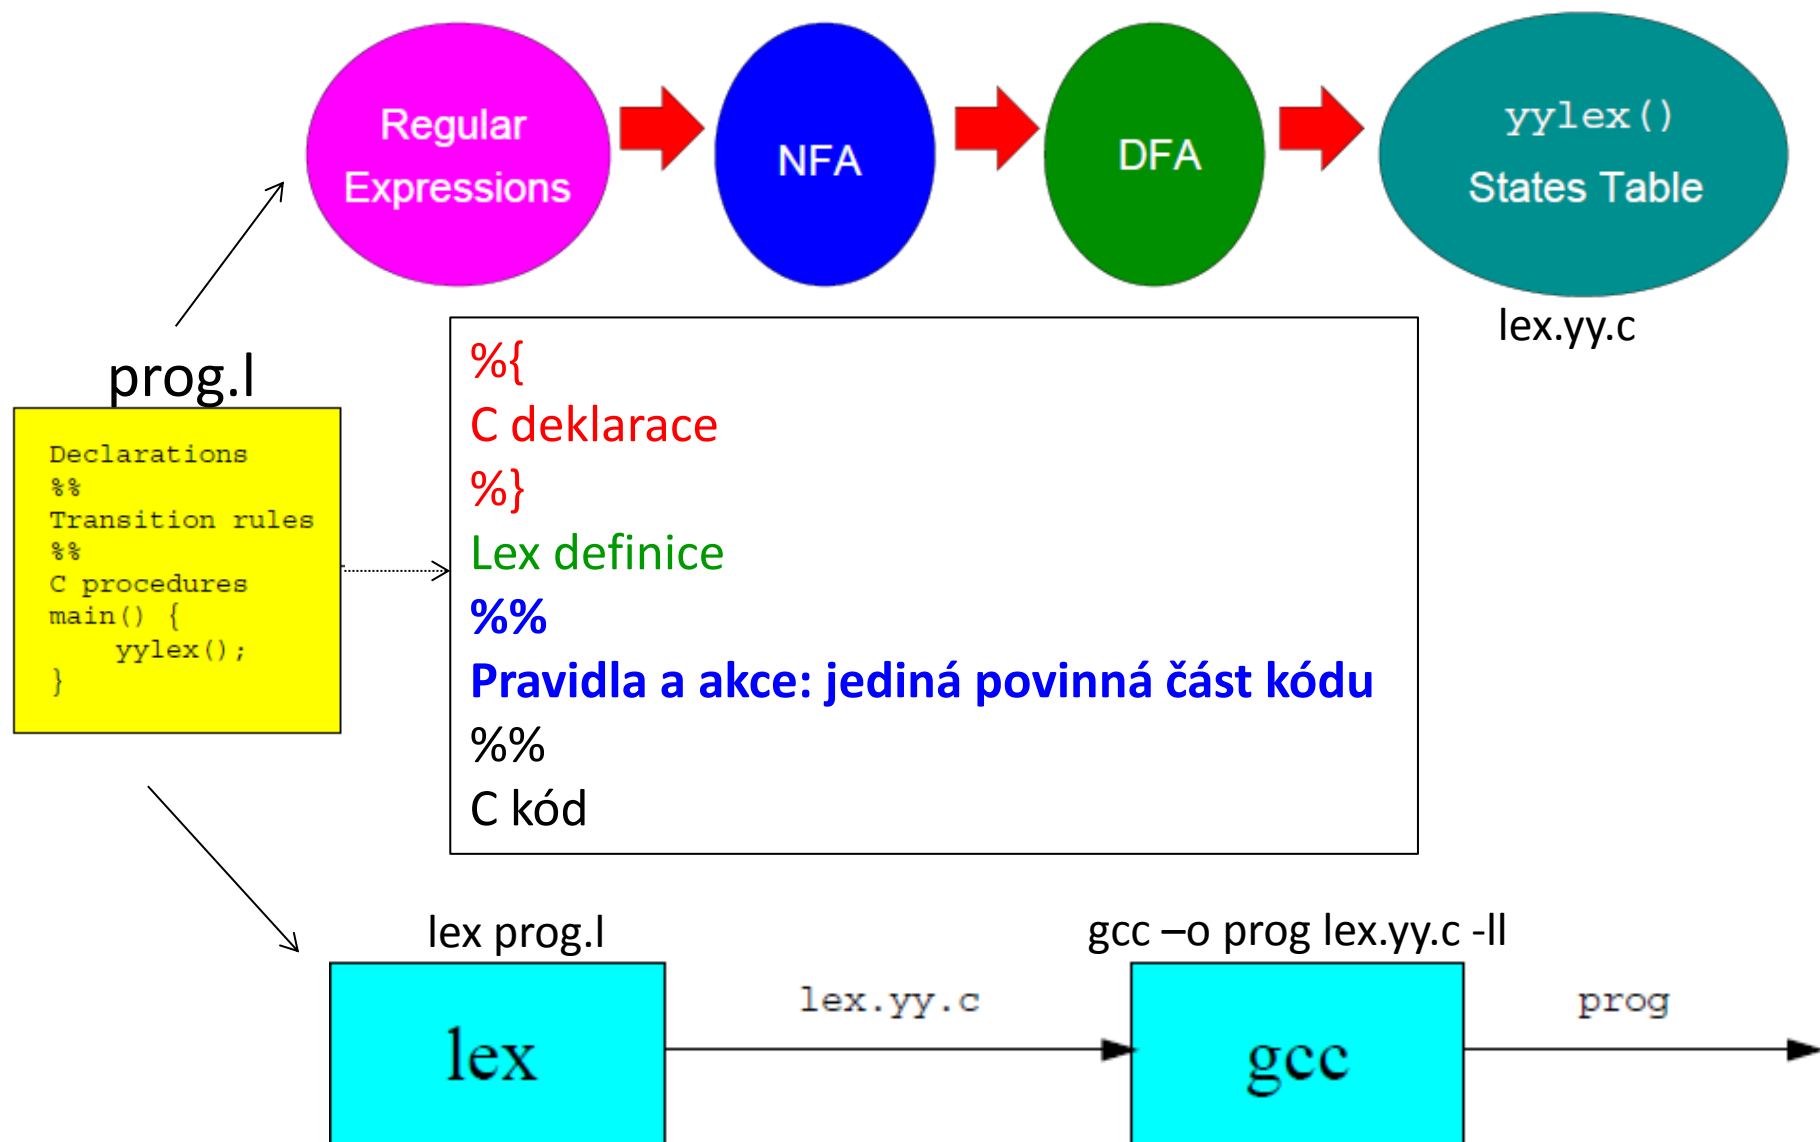 Regular
Expressions
NFA
DFA
yylex()
States Table
lex.yy.c
prog.l
Declarations
%%
Transition rules
%%
C procedures
main() {
yylex();
}
%{
C deklarace
%}
Lex definice
%%
Pravidla a akce: jediná povinná část kódu
%%
C kód
lex prog.l
lex
lex.yy.c
gcc –o prog lex.yy.c -ll
gcc
prog